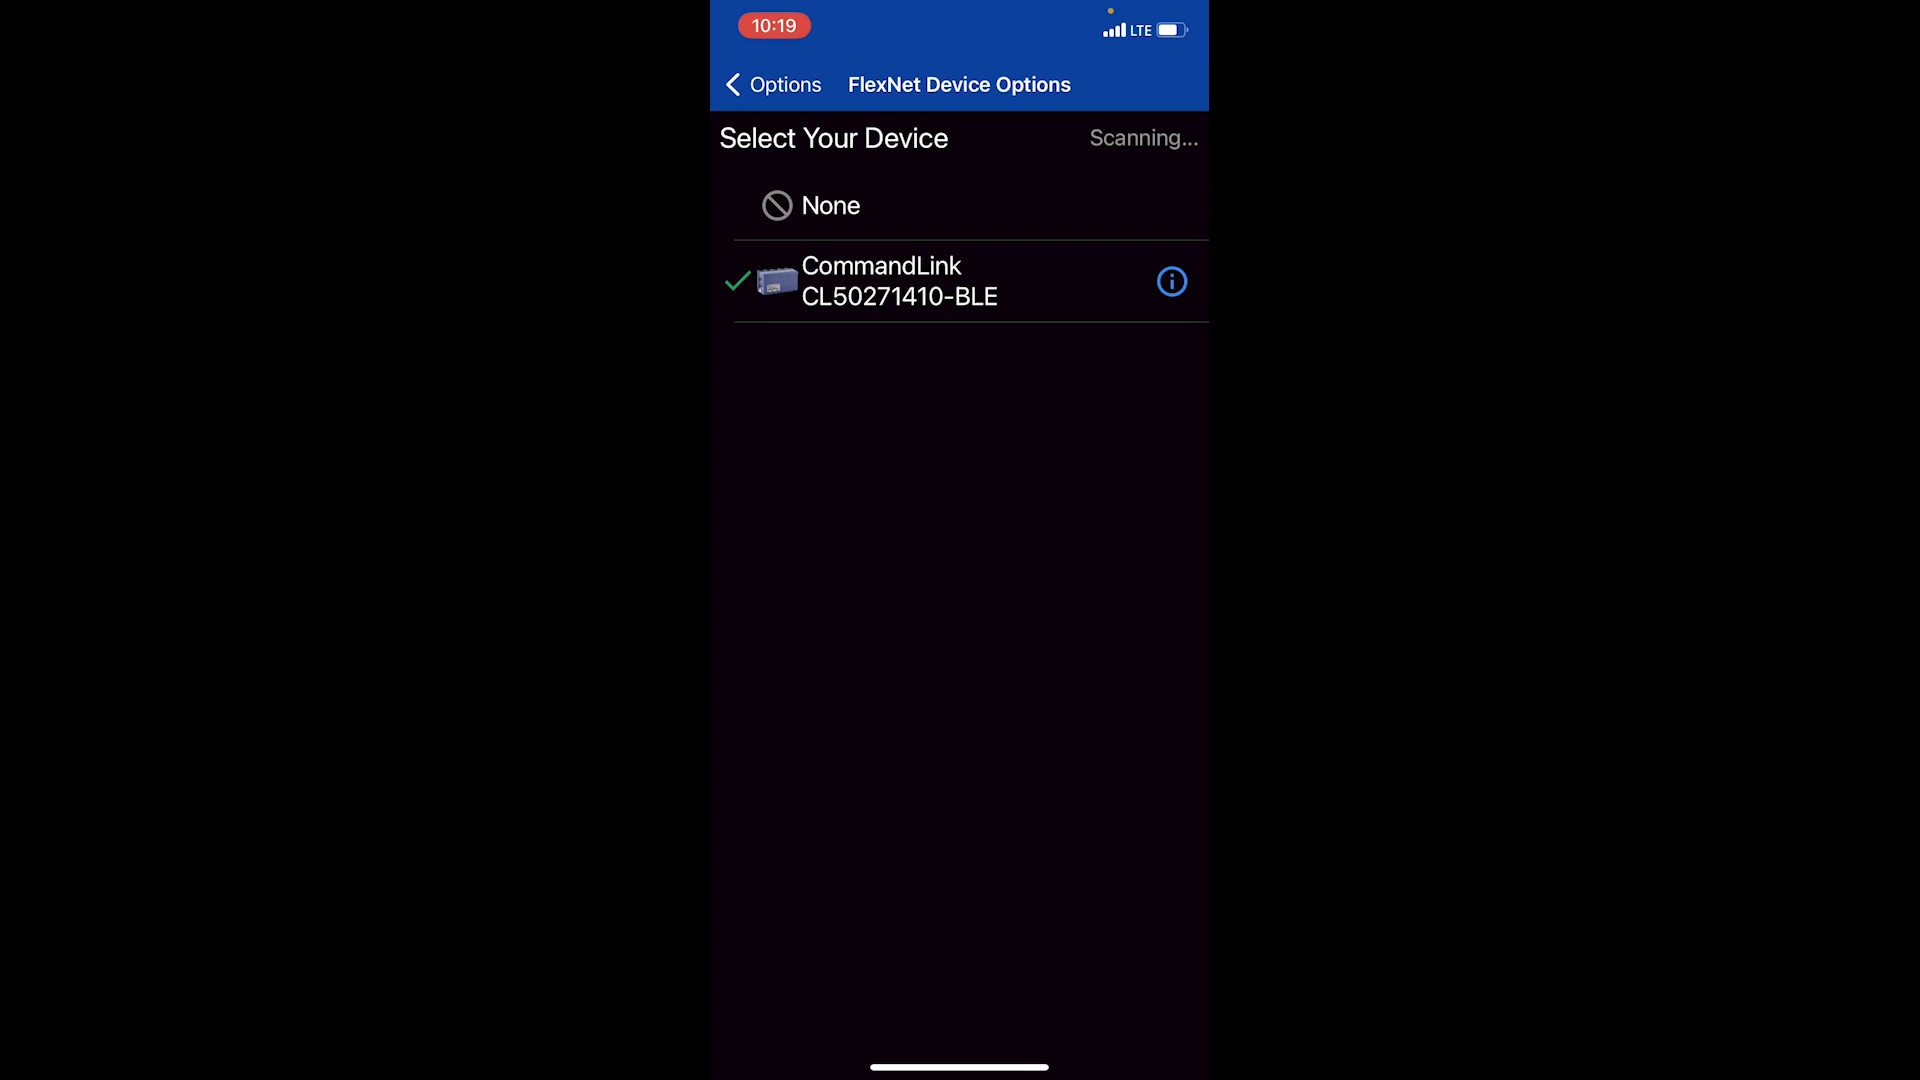 10:19
LTE
Options
FlexNet Device Options
Select Your Device
Scanning...
None
CommandLink
CL50271410-BLE